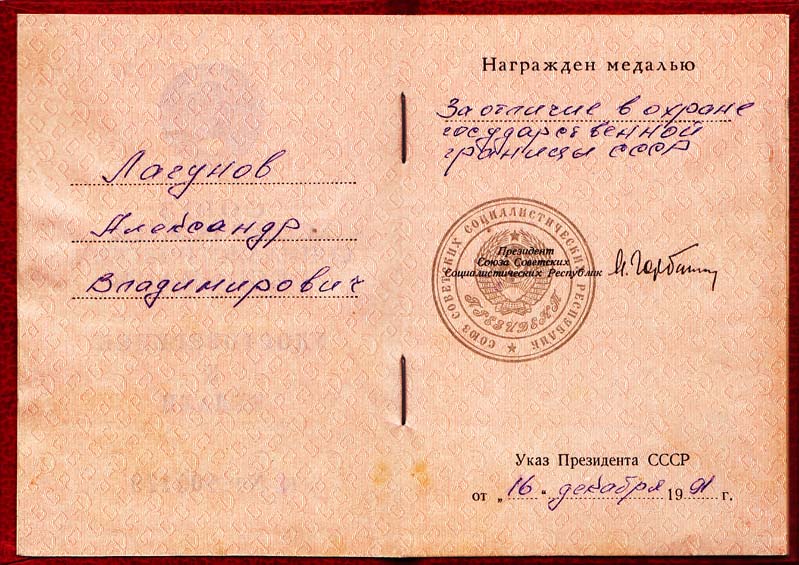 Лагунов
Александр
Владимирович
Награжден медалью
За отличие в охране
государственной
границы СССР
СОЮЗ СОВЕТСКИХ СОЦИАЛИСТИЧЕСКИХ РЕСПУБЛИК
ПРЕЗИДЕНТ
Президент
Союза Советских
Социалистических Республик М. Горбачев
Указ Президента СССР
от „16“ декабря 1991 г.